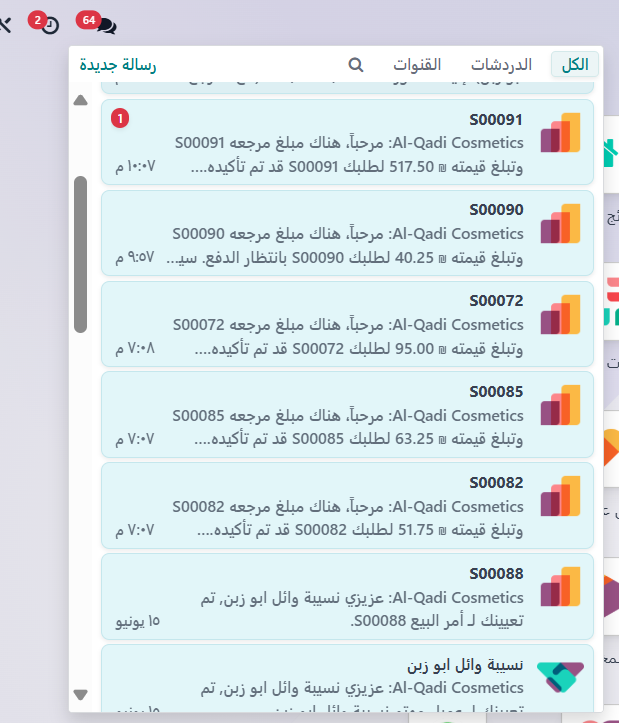 2
64
الكل
الدردشات
القنوات
رسالة جديدة
S00091
1
Al-Qadi Cosmetics: مرحباً، هناك مبلغ مرجعه S00091
وتبلغ قيمته ₪ 517.50 لطلبك S00091 قد تم تأكيده....
١٠:٠٧ م
S00090
Al-Qadi Cosmetics: مرحباً، هناك مبلغ مرجعه S00090
وتبلغ قيمته ₪ 40.25 لطلبك S00090 بانتظار الدفع. سيـ...
٩:٥٧ م
S00072
Al-Qadi Cosmetics: مرحباً، هناك مبلغ مرجعه S00072
وتبلغ قيمته ₪ 95.00 لطلبك S00072 قد تم تأكيده....
٧:٠٨ م
S00085
Al-Qadi Cosmetics: مرحباً، هناك مبلغ مرجعه S00085
وتبلغ قيمته ₪ 63.25 لطلبك S00085 قد تم تأكيده....
٧:٠٧ م
S00082
Al-Qadi Cosmetics: مرحباً، هناك مبلغ مرجعه S00082
وتبلغ قيمته ₪ 51.75 لطلبك S00082 قد تم تأكيده....
٧:٠٧ م
S00088
Al-Qadi Cosmetics: عزيزي نسيبة وائل ابو زبن, تم
تعيينك لـ أمر البيع S00088.
١٥ يونيو
نسيبة وائل ابو زبن
Al-Qadi Cosmetics: عزيزي نسيبة وائل ابو زبن, تم